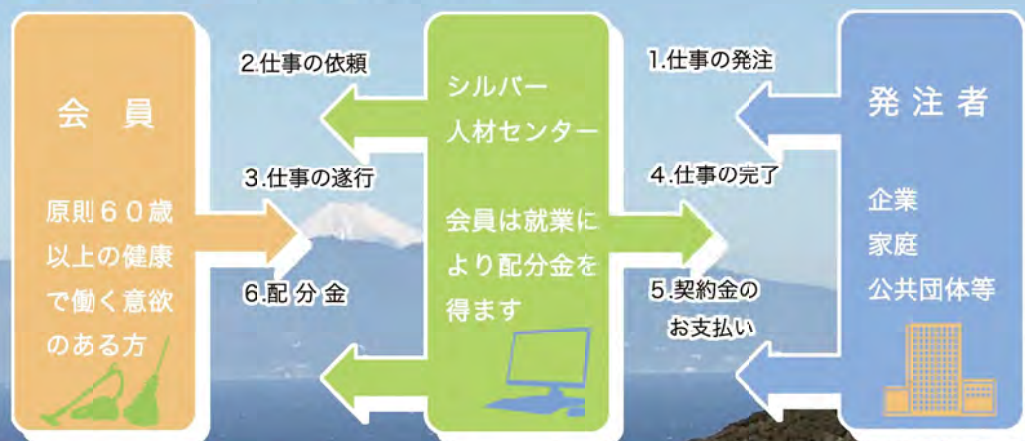 会員
原則６０歳
以上の健康
で働く意欲
のある方
2.仕事の依頼
3.仕事の遂行
6.配分金
シルバー
人材センター
会員は就業に
より配分金を
得ます
1.仕事の発注
4.仕事の完了
5.契約金の
お支払い
発注者
企業
家庭
公共団体等